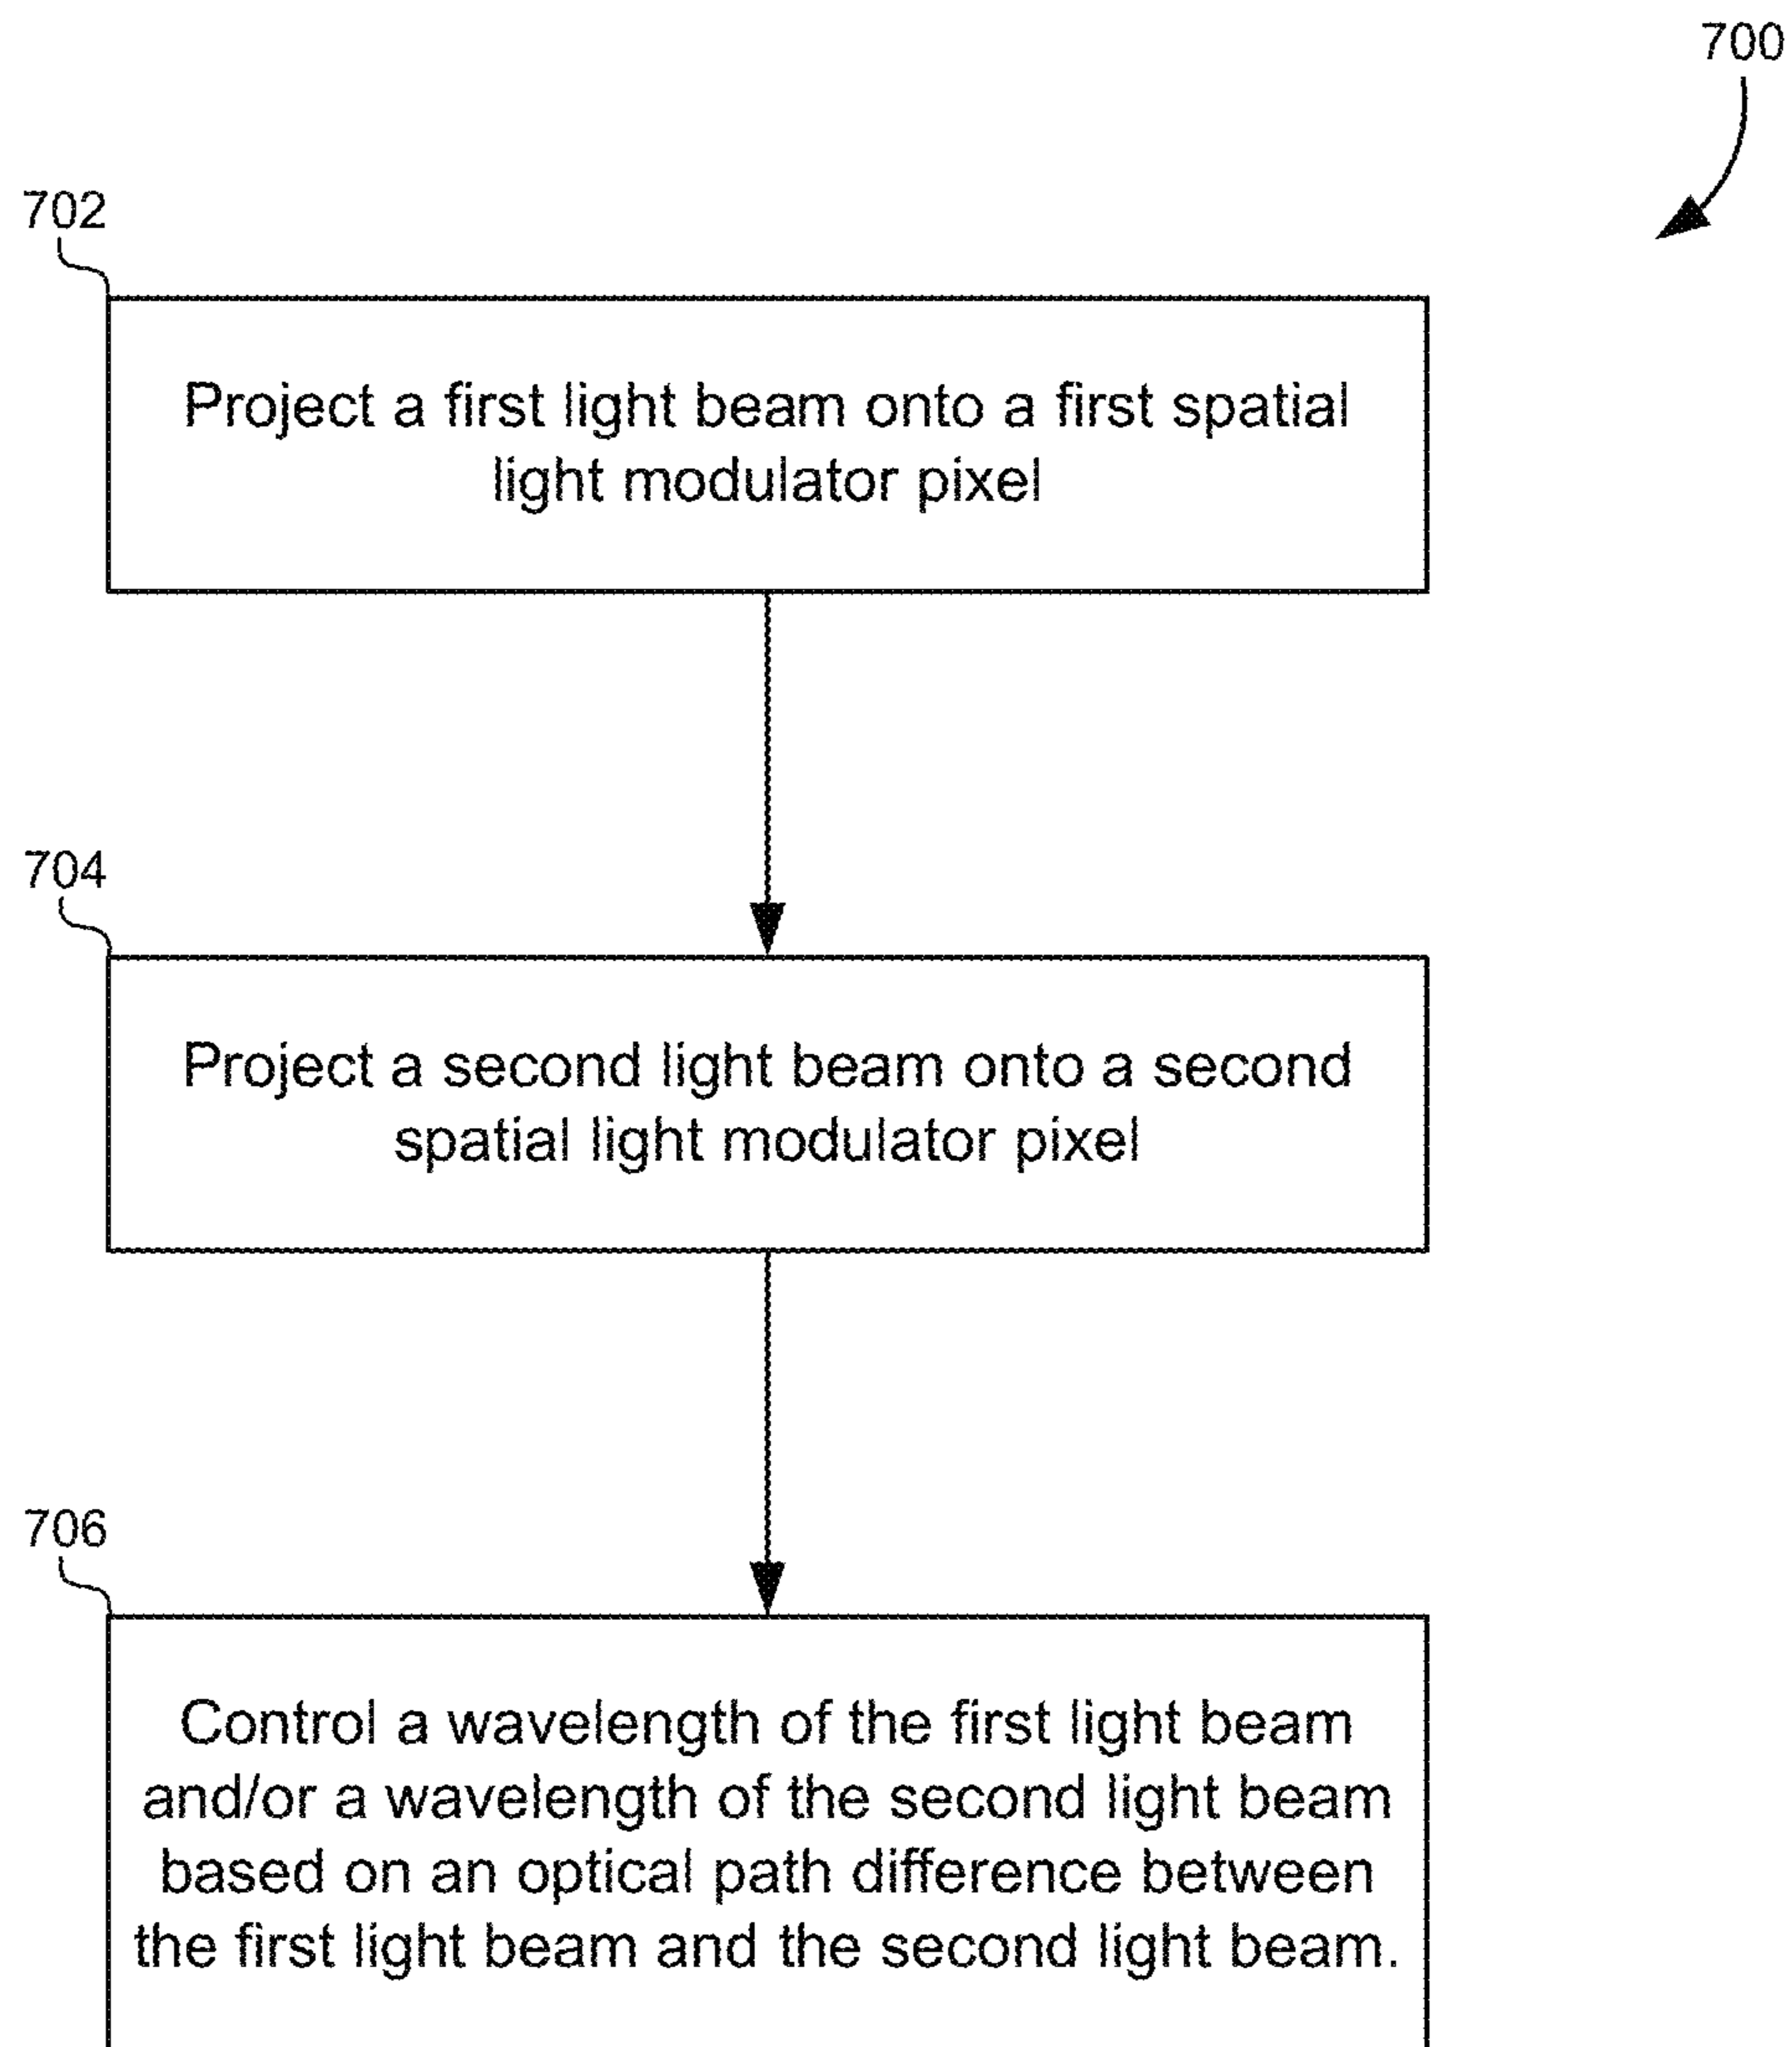 700
702
Project a first light beam onto a first spatial
light modulator pixel
704
Project a second light beam onto a second
spatial light modulator pixel
706
Control a wavelength of the first light beam
and/or a wavelength of the second light beam
based on an optical path difference between
the first light beam and the second light beam.